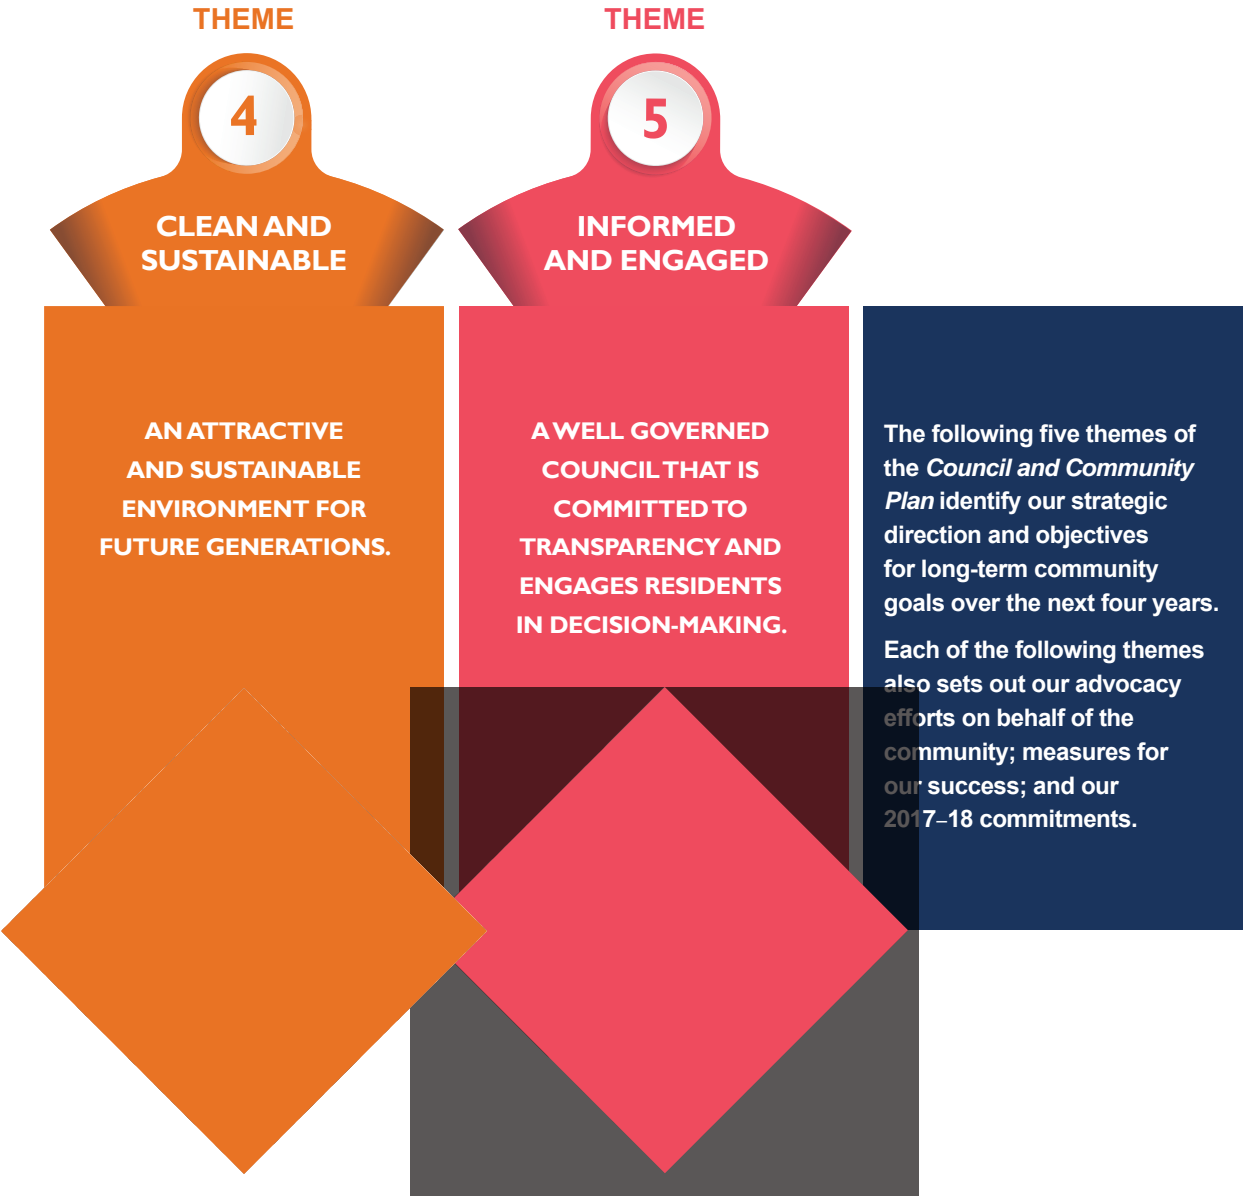 THEME
4
CLEAN AND
SUSTAINABLE
AN ATTRACTIVE
AND SUSTAINABLE
ENVIRONMENT FOR
FUTURE GENERATIONS.
THEME
5
INFORMED
AND ENGAGED
A WELL GOVERNED
COUNCIL THAT IS
COMMITTED TO
TRANSPARENCY AND
ENGAGES RESIDENTS
IN DECISION-MAKING.
The following five themes of
the Council and Community
Plan identify our strategic
direction and objectives
for long-term community
goals over the next four years.
Each of the following themes
also sets out our advocacy
efforts on behalf of the
community; measures for
our success; and our
2017–18 commitments.